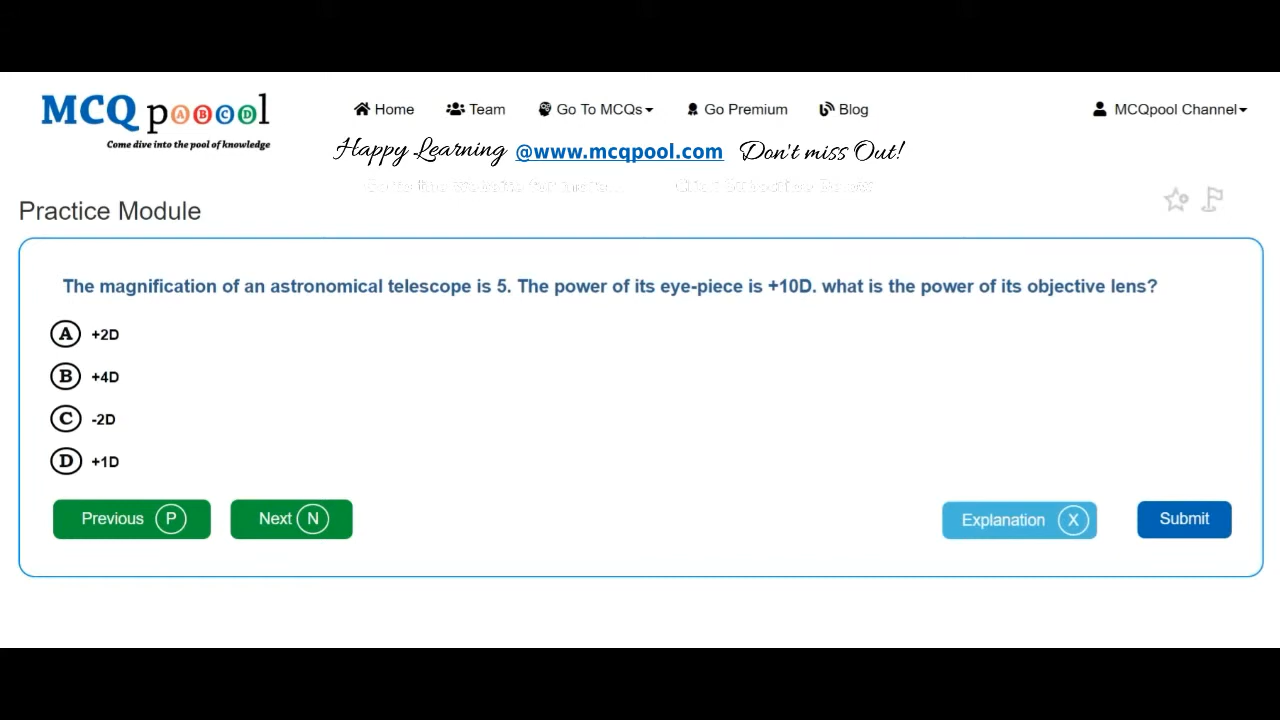 MCQ pooool
Come dive into the pool of knowledge
Home Team Go To MCQs Go Premium Blog MCQpool Channel
Happy Learning @www.mcqpool.com Don't miss Out!
Practice Module
The magnification of an astronomical telescope is 5. The power of its eye-piece is +10D. what is the power of its objective lens?
A +2D
B +4D
C -2D
D +1D
Previous P Next N Explanation X Submit